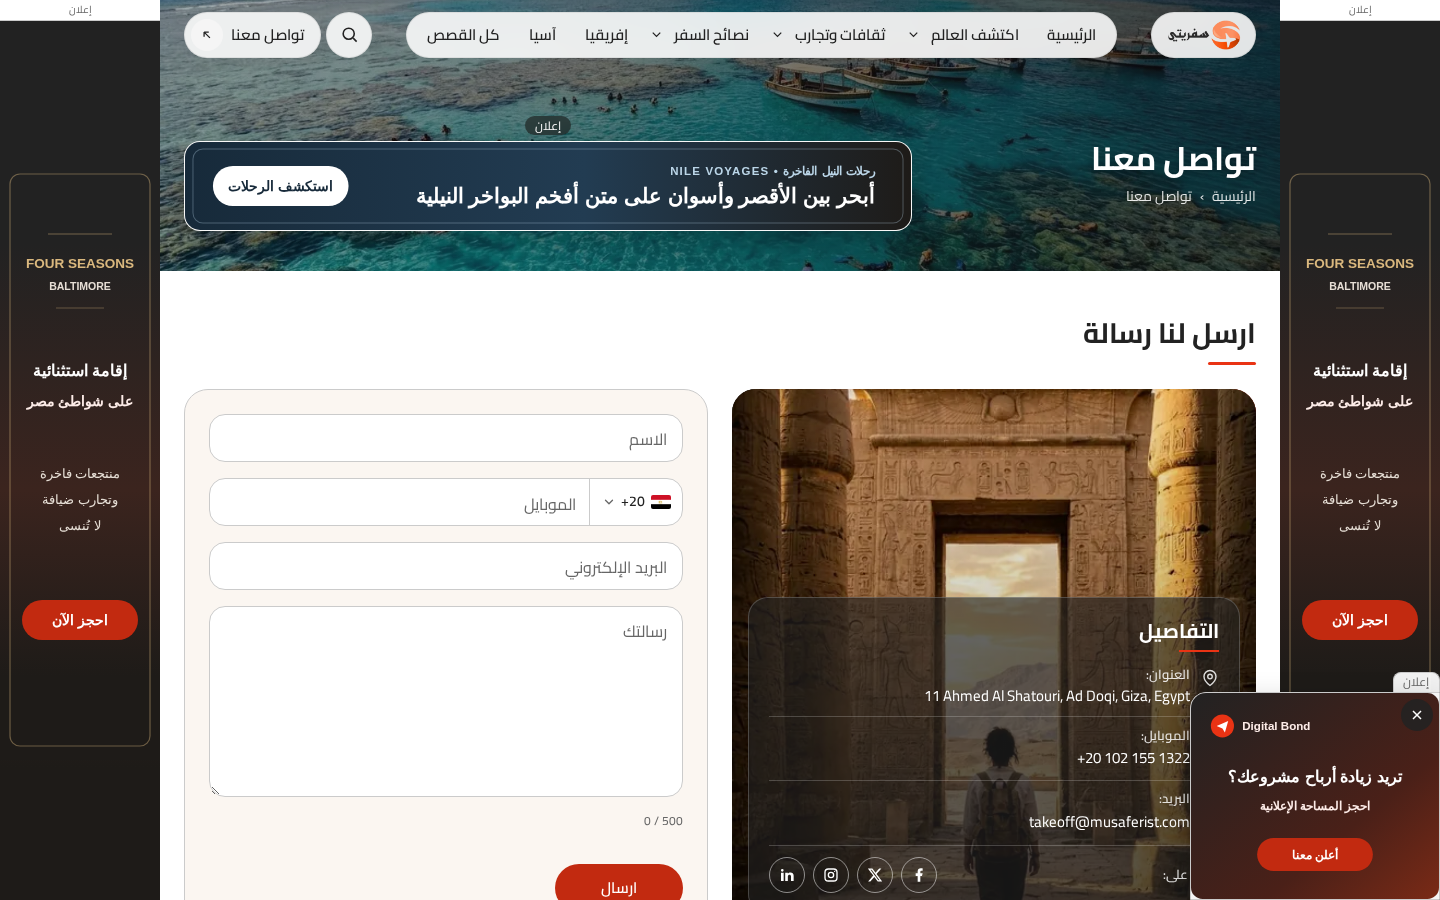 إعلان
إعلان
سفريتي
الرئيسية
اكتشف العالم
ثقافات وتجارب
نصائح السفر
إفريقيا
آسيا
كل القصص
تواصل معنا
إعلان
تواصل معنا
الرئيسية › تواصل معنا
رحلات النيل الفاخرة • NILE VOYAGES
أبحر بين الأقصر وأسوان على متن أفخم البواخر النيلية
استكشف الرحلات
FOUR SEASONS
BALTIMORE
إقامة استثنائية
على شواطئ مصر
منتجعات فاخرة
وتجارب ضيافة
لا تُنسى
احجز الآن
ارسل لنا رسالة
التفاصيل
العنوان:
11 Ahmed Al Shatouri, Ad Doqi, Giza, Egypt
الموبايل:
+20 102 155 1322
البريد:
takeoff@musaferist.com
على:
الاسم
+20
الموبايل
البريد الإلكتروني
رسالتك
0 / 500
ارسال
FOUR SEASONS
BALTIMORE
إقامة استثنائية
على شواطئ مصر
منتجعات فاخرة
وتجارب ضيافة
لا تُنسى
احجز الآن
إعلان
Digital Bond
تريد زيادة أرباح مشروعك؟
احجز المساحة الإعلانية
أعلن معنا